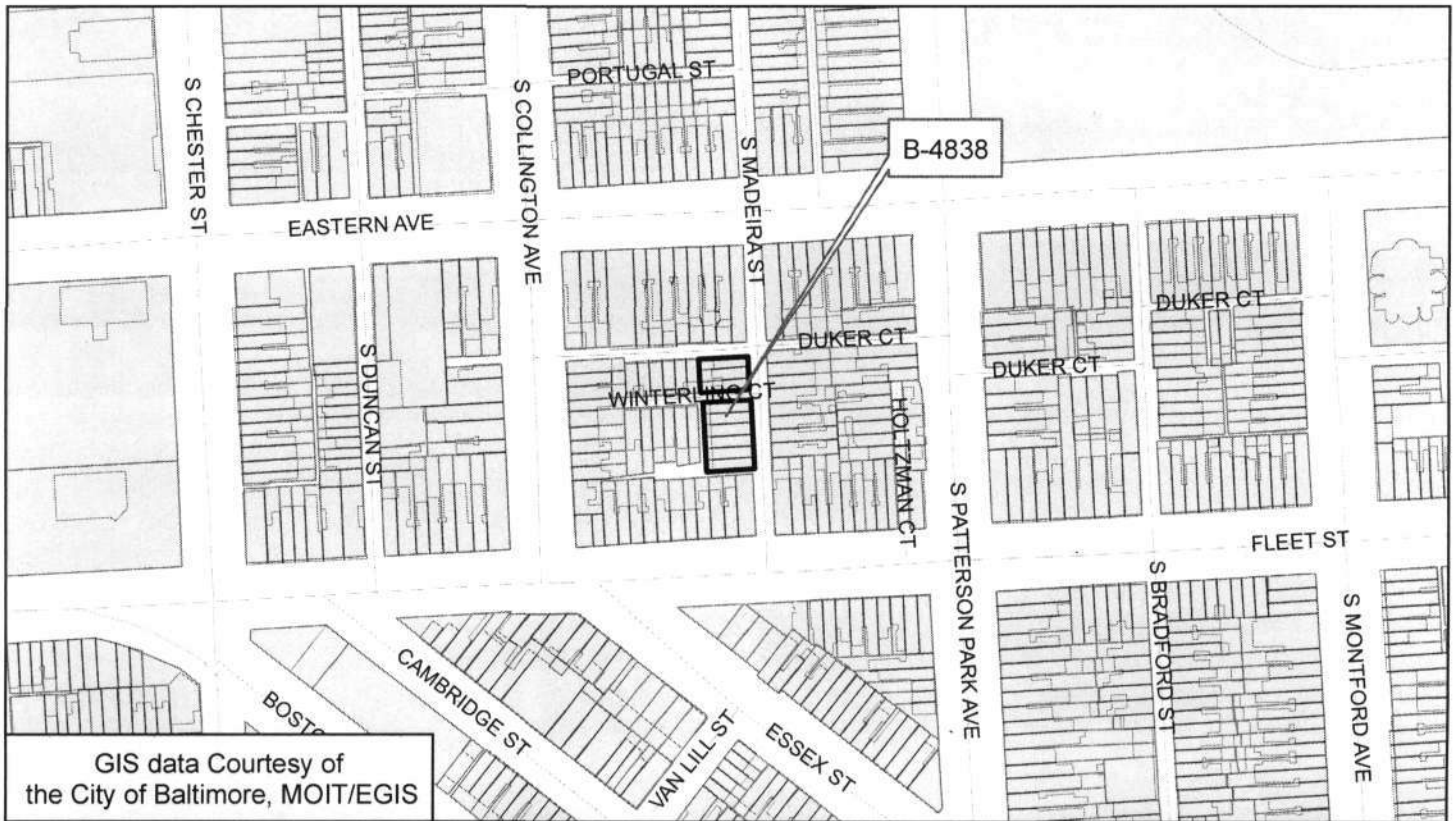 PORTUGAL ST
S CHESTER ST
S COLLINGTON AVE
S MADEIRA ST
B-4838
EASTERN AVE
DUKER CT
DUKER CT
DUKER CT
S DUNCAN ST
WINTERLING CT
HOLTZMAN CT
S PATTERSON PARK AVE
FLEET ST
S BRADFORD ST
S MONTFORD AVE
CAMBRIDGE ST
VAN LILL ST
ESSEX ST
GIS data Courtesy of
the City of Baltimore, MOIT/EGIS